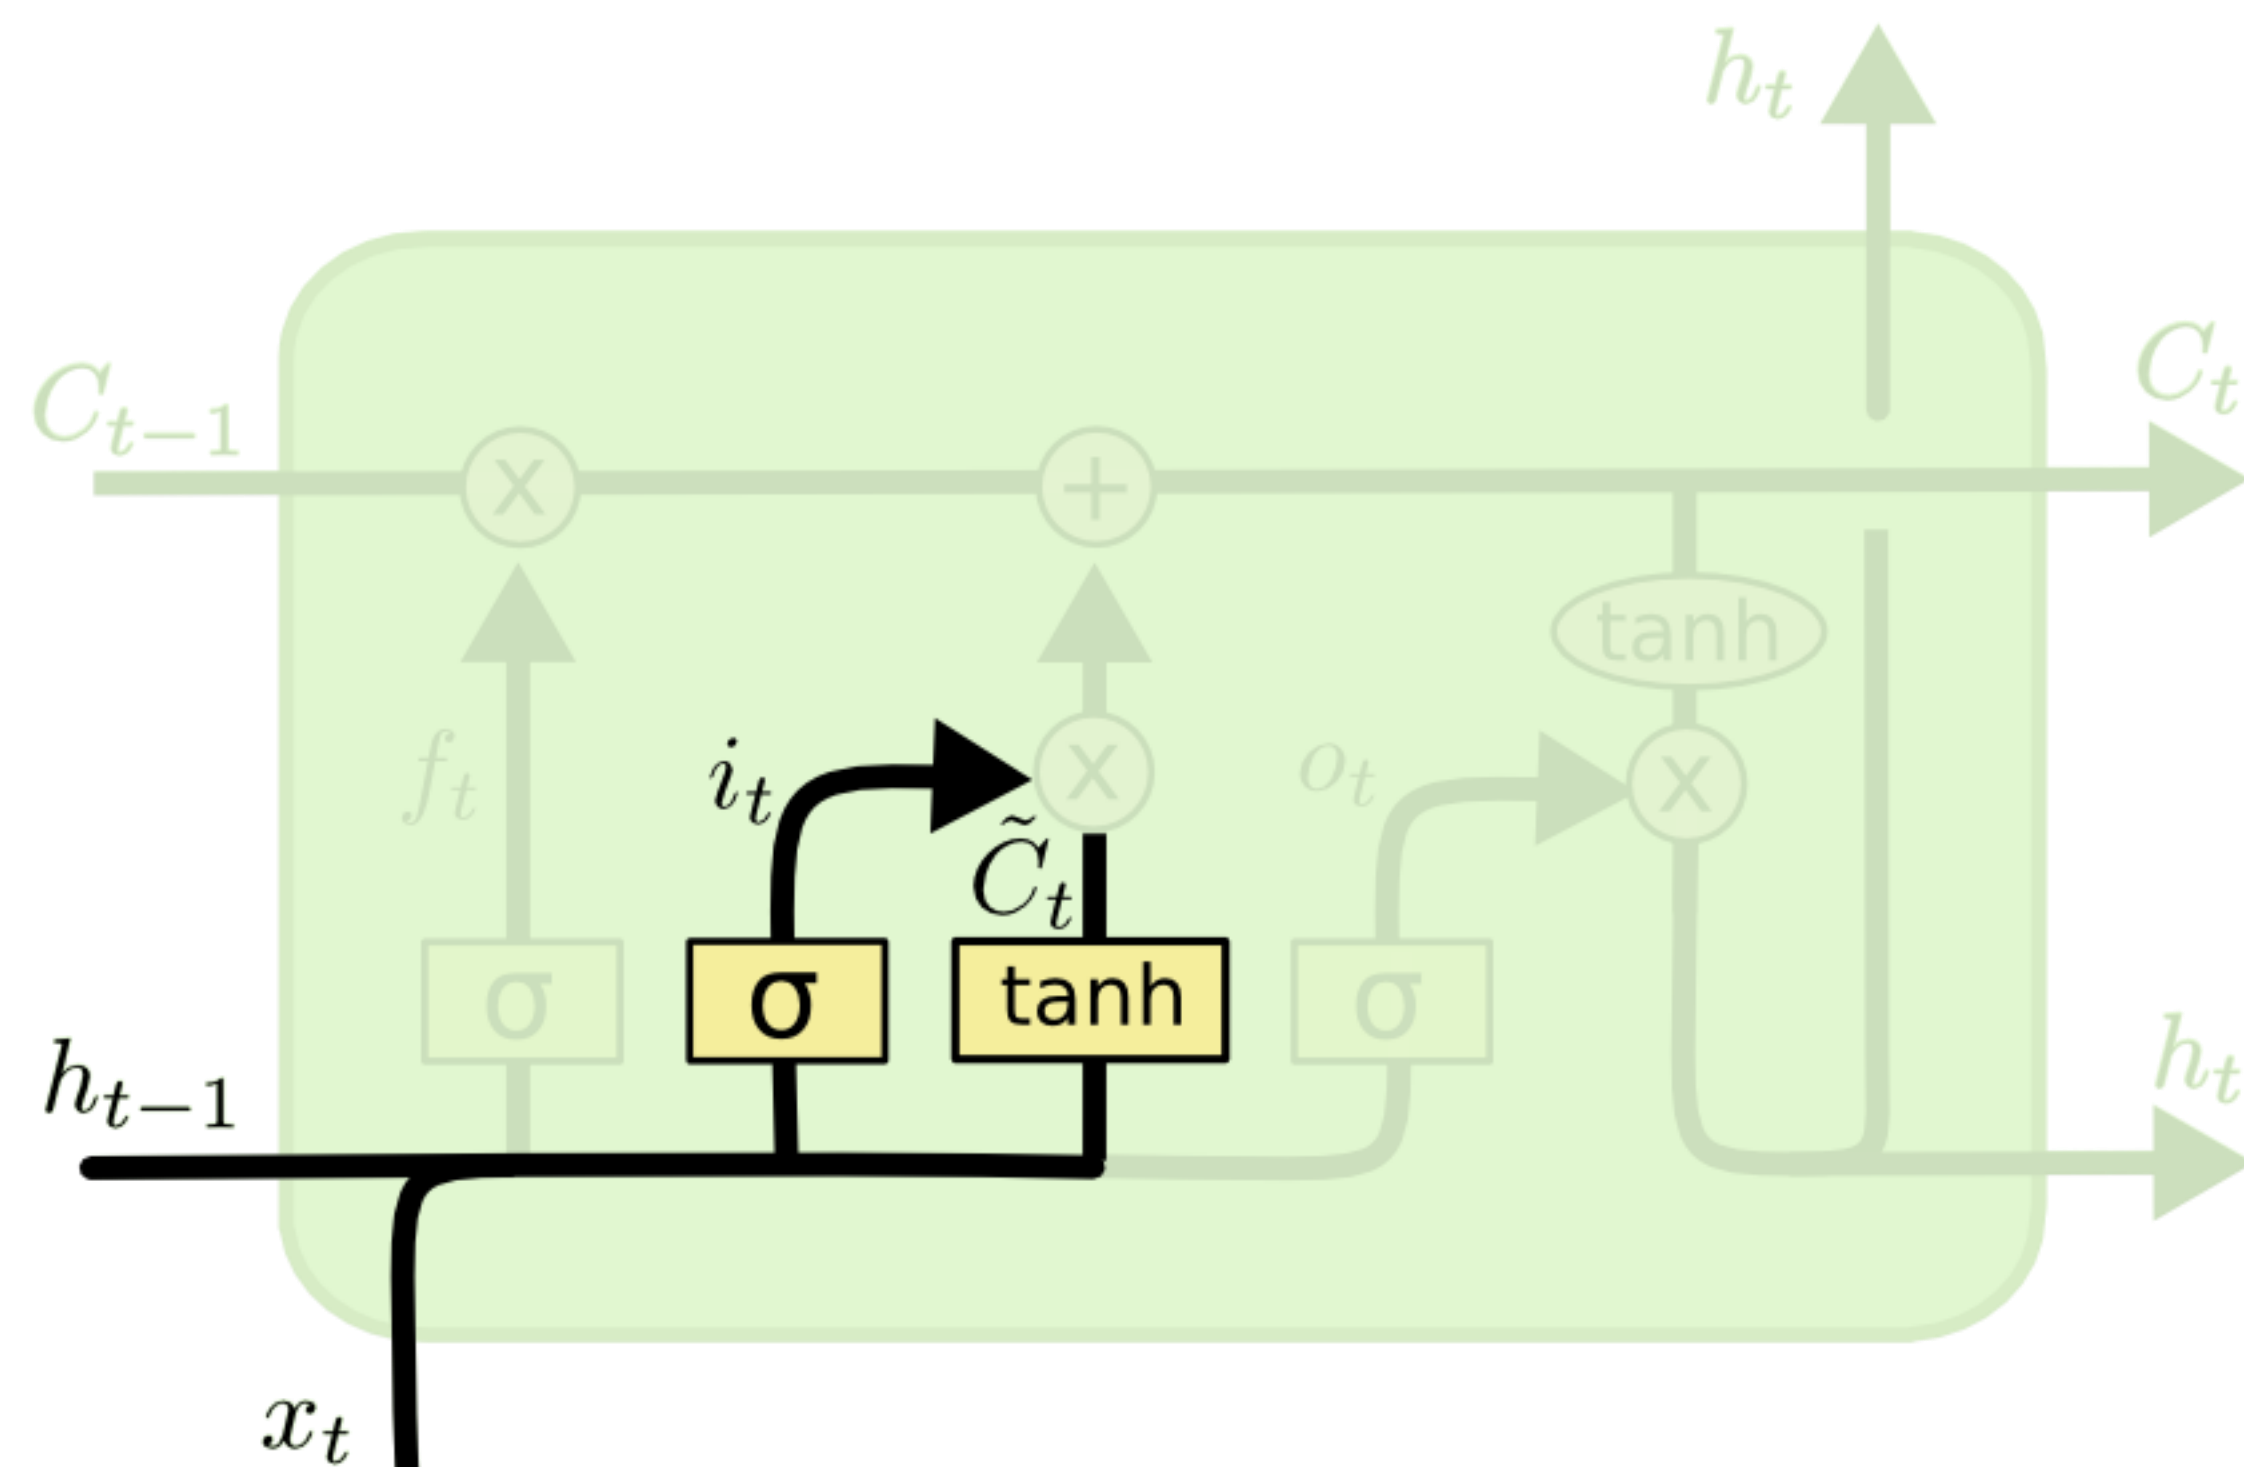 h_t
C_{t-1}
C_t
x
+
tanh
f_t
i_t
x
o_t
x
C̃_t
σ
σ
tanh
σ
h_{t-1}
h_t
x_t